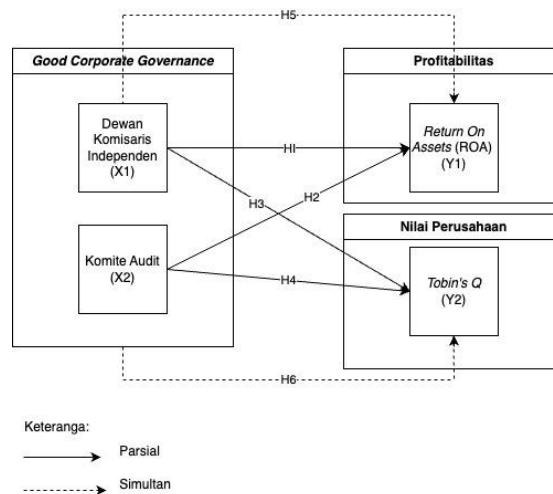 H5
Good Corporate Governance
Profitabilitas
Dewan
Komisaris
Independen
(X1)
H1
Return On
Assets (ROA)
(Y1)
H2
H3
Nilai Perusahaan
Komite Audit
(X2)
H4
Tobin's Q
(Y2)
H6
Keteranga:
Parsial
Simultan